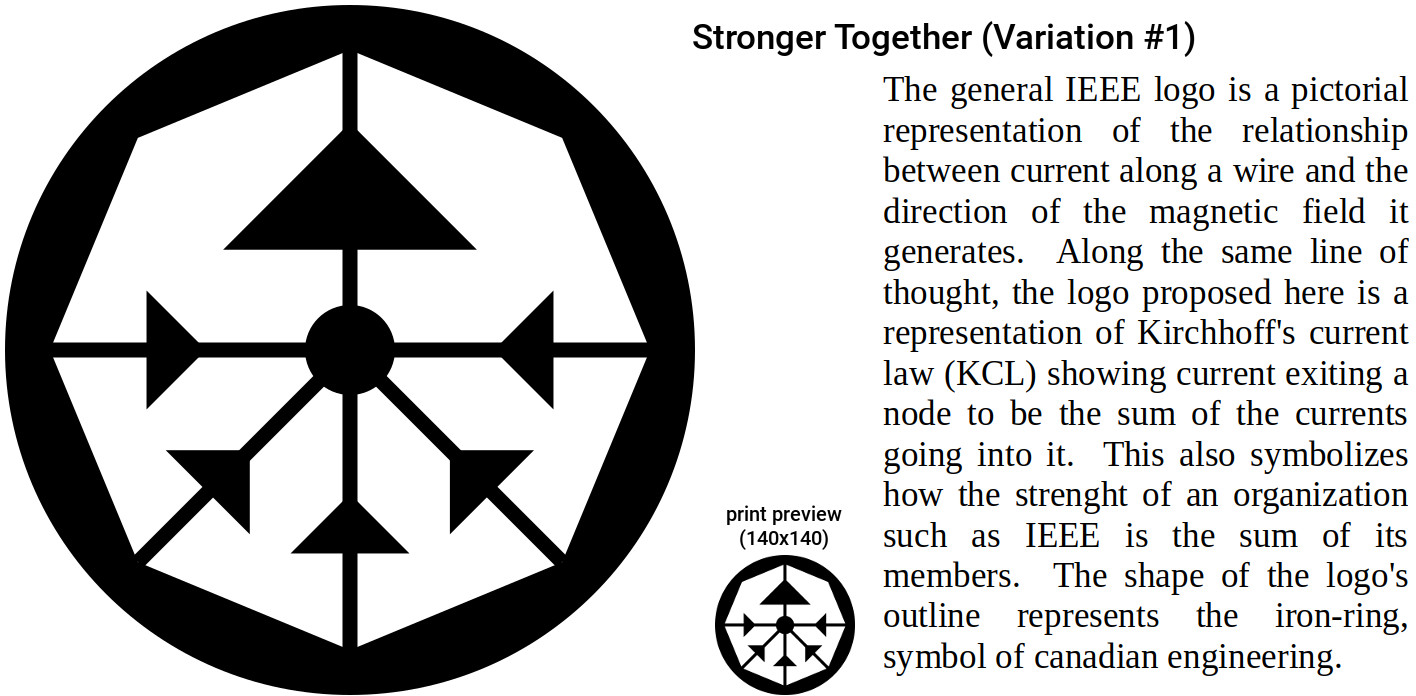 Stronger Together (Variation #1)
The general IEEE logo is a pictorial
representation of the relationship
between current along a wire and the
direction of the magnetic field it
generates. Along the same line of
thought, the logo proposed here is a
representation of Kirchhoff's current
law (KCL) showing current exiting a
node to be the sum of the currents
going into it. This also symbolizes
how the strenght of an organization
such as IEEE is the sum of its
members. The shape of the logo's
outline represents the iron-ring,
symbol of canadian engineering.
print preview
(140x140)